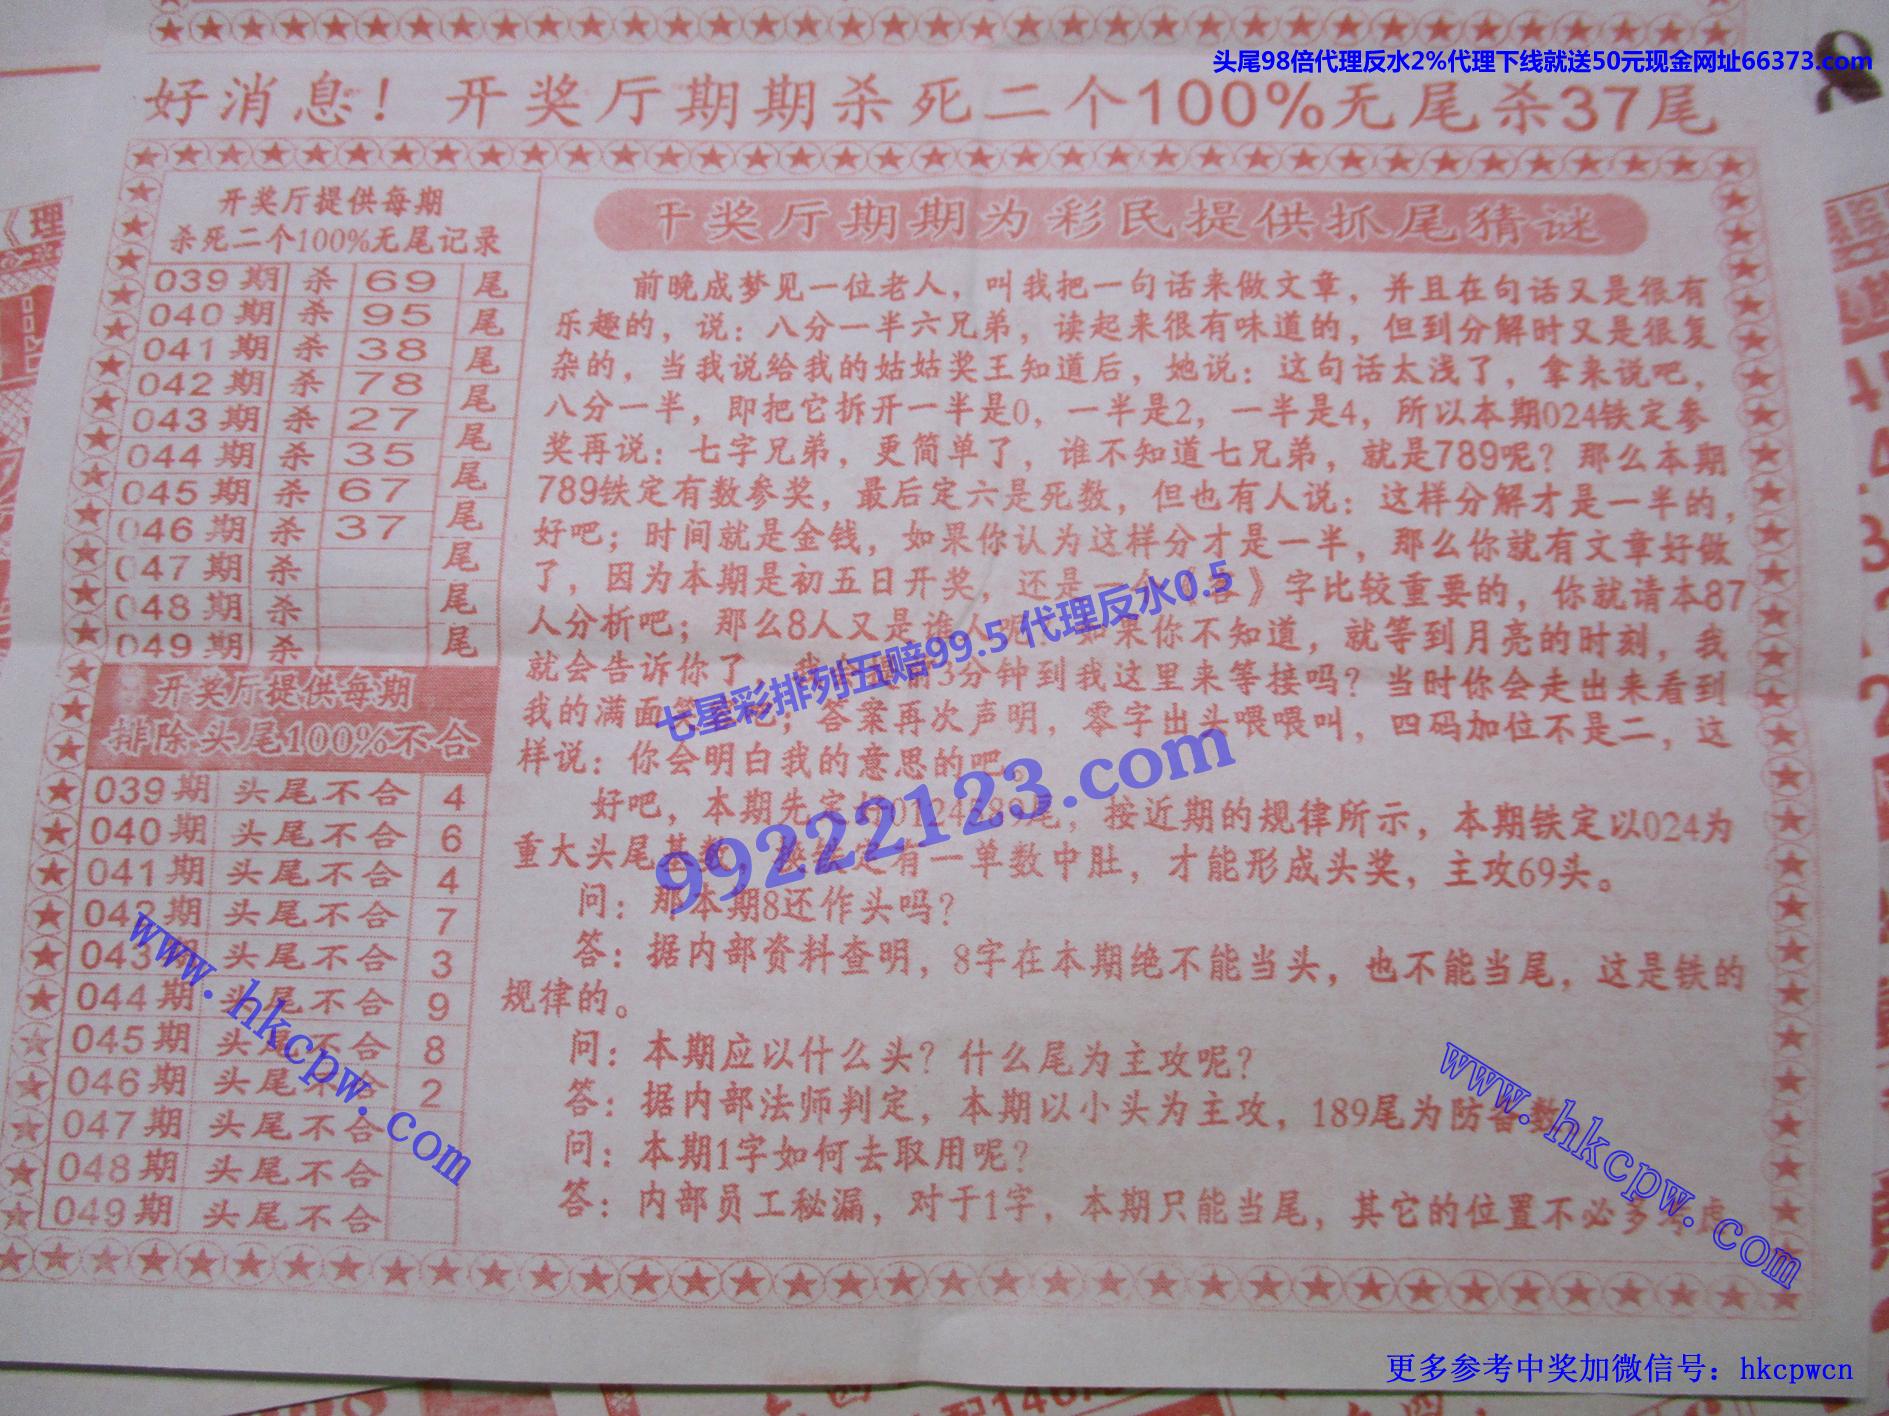 头尾98倍代理反水2%代理下线就送50元现金网址66373.com
好消息！ 开奖厅期期杀死二个100%无尾杀37尾
《理
开奖厅提供每期
杀死二个100%无尾记录
039期 杀 69 尾
040期 杀 95 尾
041期 杀 38 尾
042期 杀 78 尾
043期 杀 27 尾
044期 杀 35 尾
045期 杀 67 尾
046期 杀 37 尾
047期 杀 尾
048期 杀 尾
049期 杀 尾
开奖厅提供每期
排除头尾100%不合
039期 头尾不合 4
040期 头尾不合 6
041期 头尾不合 4
042期 头尾不合 7
043期 头尾不合 3
044期 头尾不合 9
045期 头尾不合 8
046期 头尾不合 2
047期 头尾不合
048期 头尾不合
049期 头尾不合
奖厅期期为彩民提供抓尾猜谜
前晚成梦见一位老人，叫我把一句话来做文章，并且在句话又是很有
乐趣的，说：八分一半六兄弟，读起来很有味道的，但到分解时又是很复
杂的，当我说给我的姑姑奖王知道后，她说：这句话太浅了，拿来说吧，
八分一半，即把它拆开一半是0，一半是2，一半是4，所以本期024铁定参
奖再说：七字兄弟，更简单了，谁不知道七兄弟，就是789呢？那么本期
789铁定有数参奖，最后定六是死数，但也有人说：这样分解才是一半的，
好吧；时间就是金钱，如果你认为这样分才是一半，那么你就有文章好做
了，因为本期是初五日开奖，还是一个《 》字比较重要的，你就请本87
人分析吧；那么8人又是谁人呢 如果你不知道，就等到月亮的时刻，我
就会告诉你了， 3分钟到我这里来等接吗？当时你会走出来看到
我的满面 答案再次声明，零字出头喂喂叫，四码加位不是二，这
样说：你会明白我的意思的吧。
好吧，本期先定 0124589尾，按近期的规律所示，本期铁定以024为
重大头尾基数， 定有一单数中肚，才能形成头奖，主攻69头。
问：那本期8还作头吗？
答：据内部资料查明，8字在本期绝不能当头，也不能当尾，这是铁的
规律的。
问：本期应以什么头？什么尾为主攻呢？
答：据内部法师判定，本期以小头为主攻，189尾为防备数
问：本期1字如何去取用呢？
答：内部员工秘漏，对于1字，本期只能当尾，其它的位置不必多考虑
七星彩排列五赔99.5 代理反水0.5
99222123.com
www.hkcpw.com
www.hkcpw.com
更多参考中奖加微信号：hkcpwcn